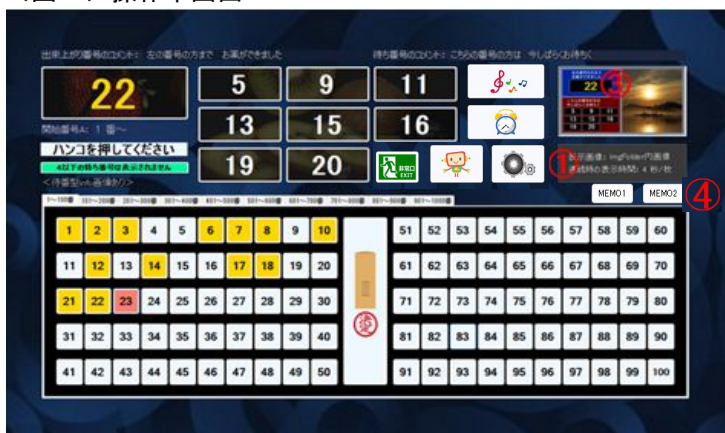 出来上がり番号のコメント: 左の番号の方まで お薬ができました
待ち番号のコメント: こちらの番号の方は 今しばらくお待ちく
22
5 9 11
13 15 16
19 20
22
③
開始番号A: 1 番~
ハンコを押してください
4以下の待ち番号は表示されません
非常口
EXIT
①
表示画像: imgFolder内画像
連続時の表示時間: 4 秒/枚
MEMO1 MEMO2
④
1 2 3 4 5 6 7 8 9 10 51 52 53 54 55 56 57 58 59 60
11 12 13 14 15 16 17 18 19 20 61 62 63 64 65 66 67 68 69 70
21 22 23 24 25 26 27 28 29 30 71 72 73 74 75 76 77 78 79 80
31 32 33 34 35 36 37 38 39 40 81 82 83 84 85 86 87 88 89 90
41 42 43 44 45 46 47 48 49 50 91 92 93 94 95 96 97 98 99 100